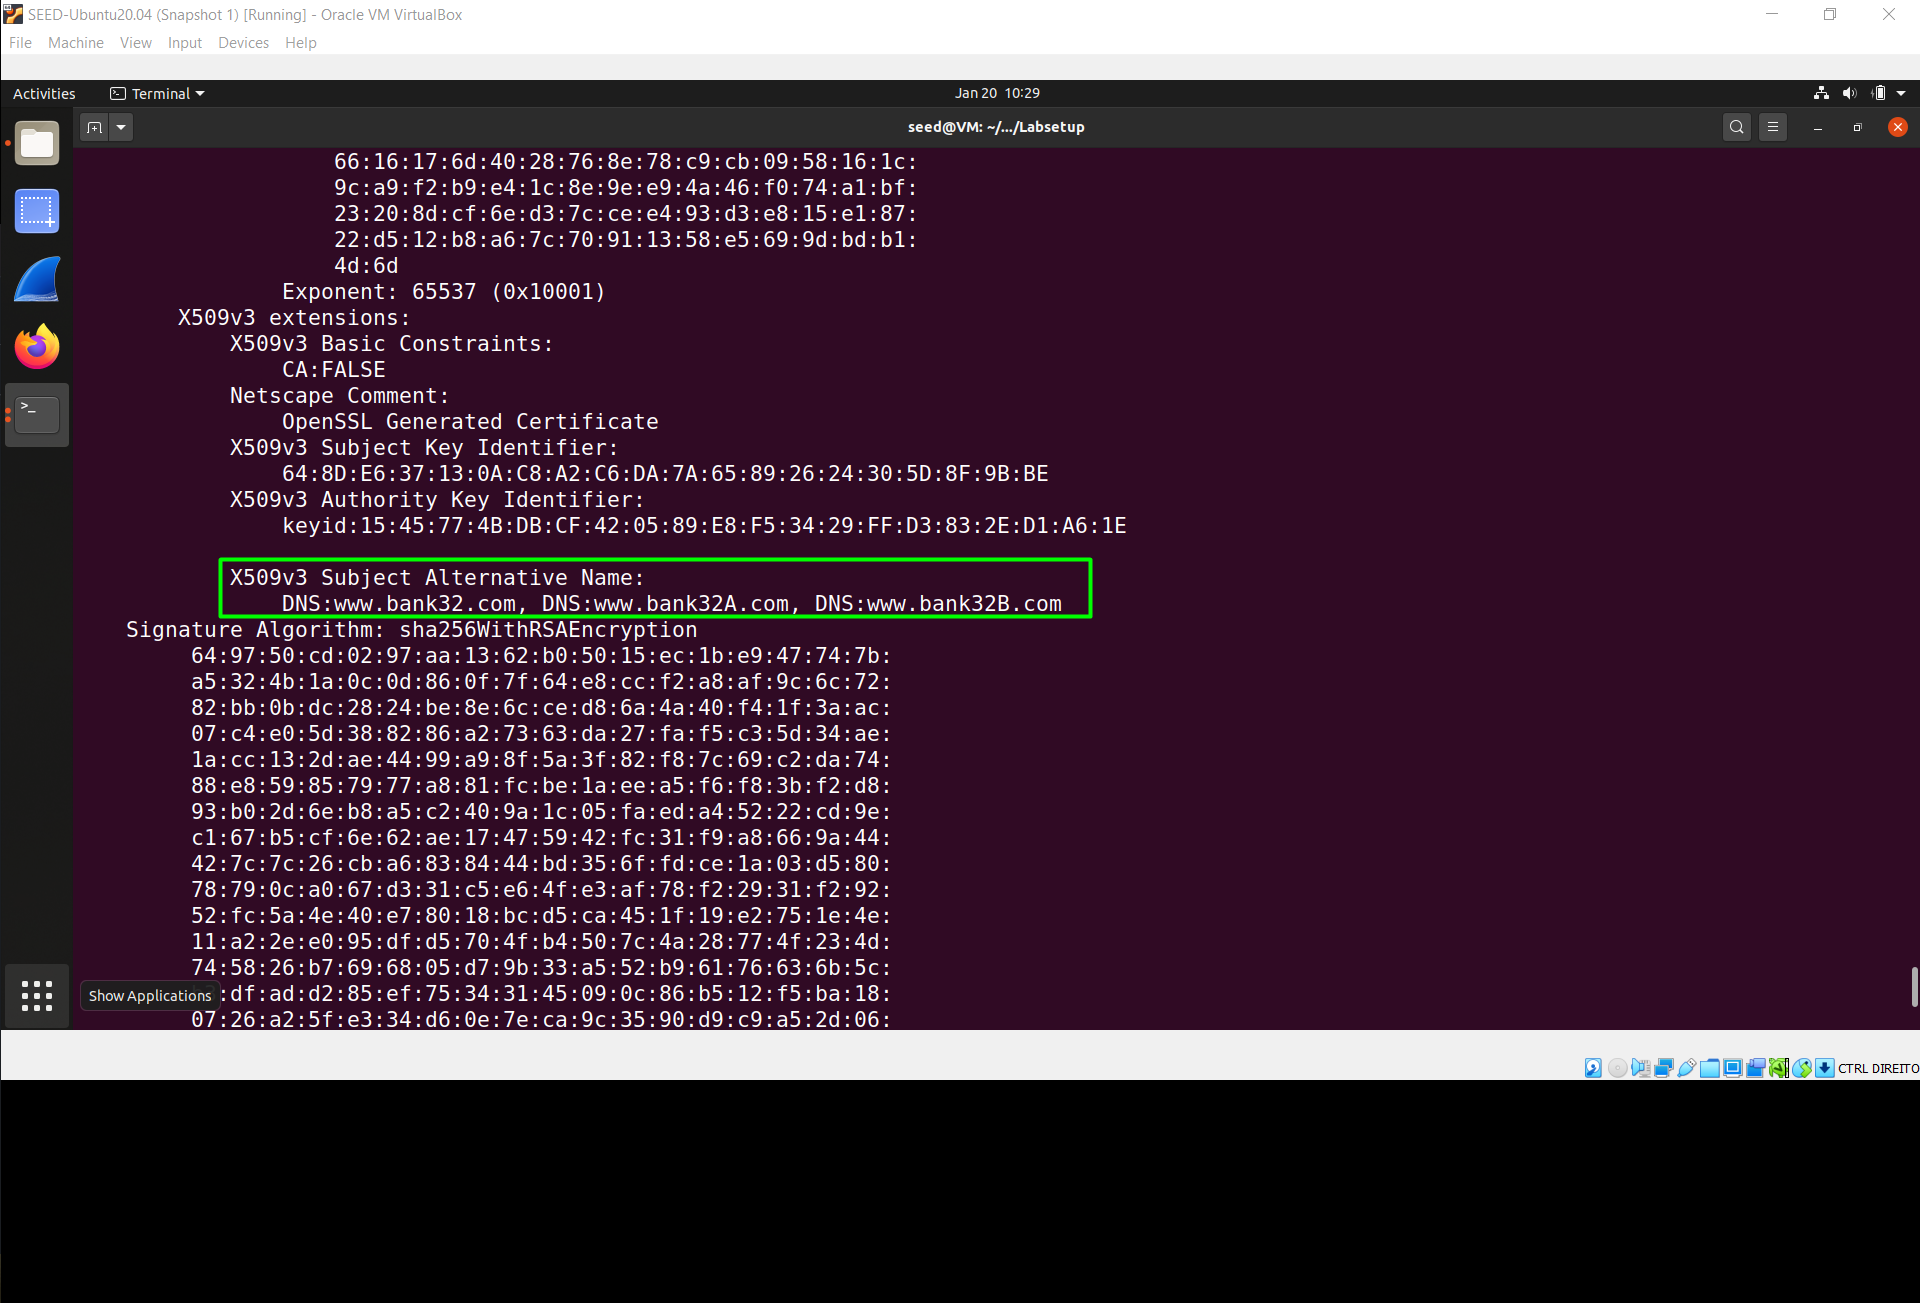 SEED-Ubuntu20.04 (Snapshot 1) [Running] - Oracle VM VirtualBox
File Machine View Input Devices Help
Activities Terminal Jan 20 10:29
seed@VM: ~/.../Labsetup
66:16:17:6d:40:28:76:8e:78:c9:cb:09:58:16:1c:
9c:a9:f2:b9:e4:1c:8e:9e:e9:4a:46:f0:74:a1:bf:
23:20:8d:cf:6e:d3:7c:ce:e4:93:d3:e8:15:e1:87:
22:d5:12:b8:a6:7c:70:91:13:58:e5:69:9d:bd:b1:
4d:6d
Exponent: 65537 (0x10001)
X509v3 extensions:
X509v3 Basic Constraints:
CA:FALSE
Netscape Comment:
OpenSSL Generated Certificate
X509v3 Subject Key Identifier:
64:8D:E6:37:13:0A:C8:A2:C6:DA:7A:65:89:26:24:30:5D:8F:9B:BE
X509v3 Authority Key Identifier:
keyid:15:45:77:4B:DB:CF:42:05:89:E8:F5:34:29:FF:D3:83:2E:D1:A6:1E
X509v3 Subject Alternative Name:
DNS:www.bank32.com, DNS:www.bank32A.com, DNS:www.bank32B.com
Signature Algorithm: sha256WithRSAEncryption
64:97:50:cd:02:97:aa:13:62:b0:50:15:ec:1b:e9:47:74:7b:
a5:32:4b:1a:0c:0d:86:0f:7f:64:e8:cc:f2:a8:af:9c:6c:72:
82:bb:0b:dc:28:24:be:8e:6c:ce:d8:6a:4a:40:f4:1f:3a:ac:
07:c4:e0:5d:38:82:86:a2:73:63:da:27:fa:f5:c3:5d:34:ae:
1a:cc:13:2d:ae:44:99:a9:8f:5a:3f:82:f8:7c:69:c2:da:74:
88:e8:59:85:79:77:a8:81:fc:be:1a:ee:a5:f6:f8:3b:f2:d8:
93:b0:2d:6e:b8:a5:c2:40:9a:1c:05:fa:ed:a4:52:22:cd:9e:
c1:67:b5:cf:6e:62:ae:17:47:59:42:fc:31:f9:a8:66:9a:44:
42:7c:7c:26:cb:a6:83:84:44:bd:35:6f:fd:ce:1a:03:d5:80:
78:79:0c:a0:67:d3:31:c5:e6:4f:e3:af:78:f2:29:31:f2:92:
52:fc:5a:4e:40:e7:80:18:bc:d5:ca:45:1f:19:e2:75:1e:4e:
11:a2:2e:e0:95:df:d5:70:4f:b4:50:7c:4a:28:77:4f:23:4d:
74:58:26:b7:69:68:05:d7:9b:33:a5:52:b9:61:76:63:6b:5c:
Show Applications :df:ad:d2:85:ef:75:34:31:45:09:0c:86:b5:12:f5:ba:18:
07:26:a2:5f:e3:34:d6:0e:7e:ca:9c:35:90:d9:c9:a5:2d:06:
CTRL DIREITO